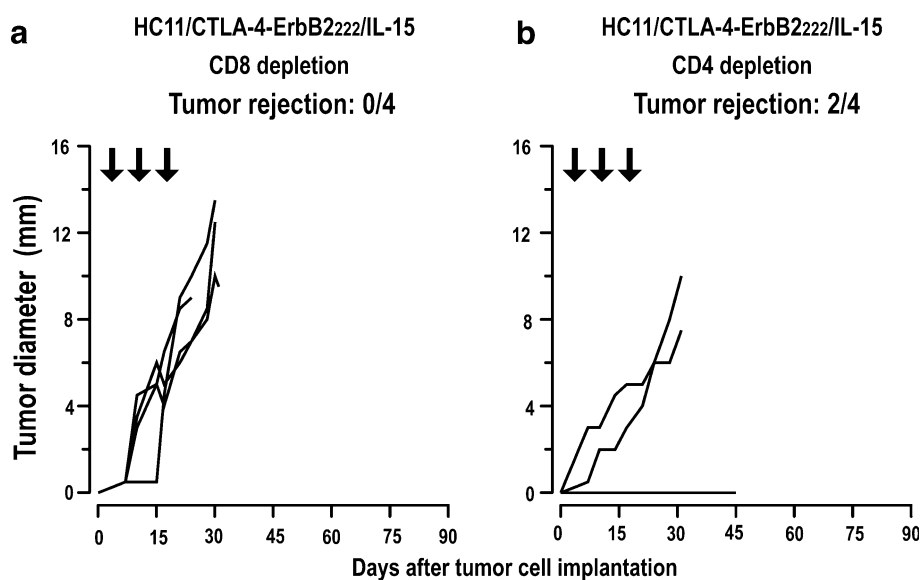 a
HC11/CTLA-4-ErbB2222/IL-15
CD8 depletion
Tumor rejection: 0/4
16
12
8
4
0
Tumor diameter (mm)
0 15 30 45 60 75 90
b
HC11/CTLA-4-ErbB2222/IL-15
CD4 depletion
Tumor rejection: 2/4
16
12
8
4
0
0 15 30 45 60 75 90
Days after tumor cell implantation